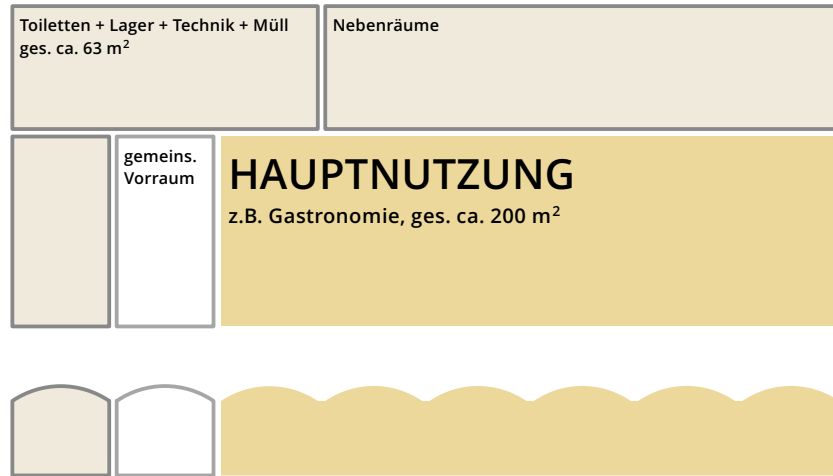 Toiletten + Lager + Technik + Müll
ges. ca. 63 m²
Nebenräume
gemeins.
Vorraum
HAUPTNUTZUNG
z.B. Gastronomie, ges. ca. 200 m²